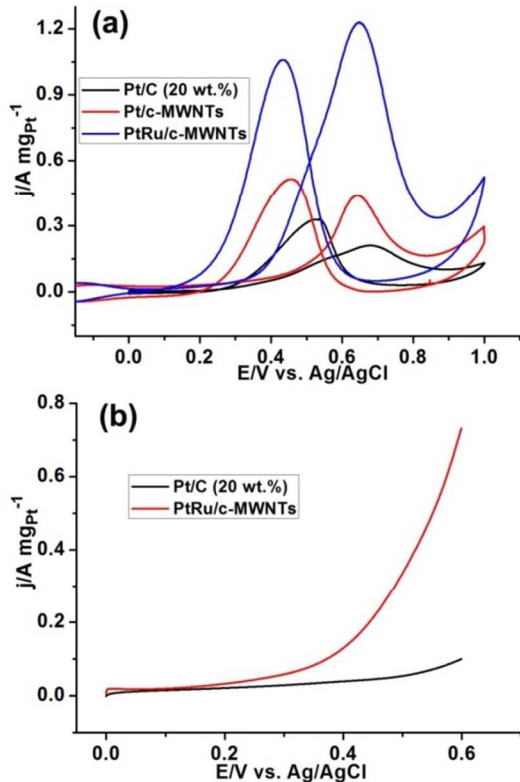 (a)
Pt/C (20 wt.%)
Pt/c-MWNTs
PtRu/c-MWNTs
j/A mgPt-1
1.2
0.9
0.6
0.3
0.0
0.0 0.2 0.4 0.6 0.8 1.0
E/V vs. Ag/AgCl
(b)
Pt/C (20 wt.%)
PtRu/c-MWNTs
j/A mgPt-1
0.8
0.6
0.4
0.2
0.0
0.0 0.2 0.4 0.6
E/V vs. Ag/AgCl